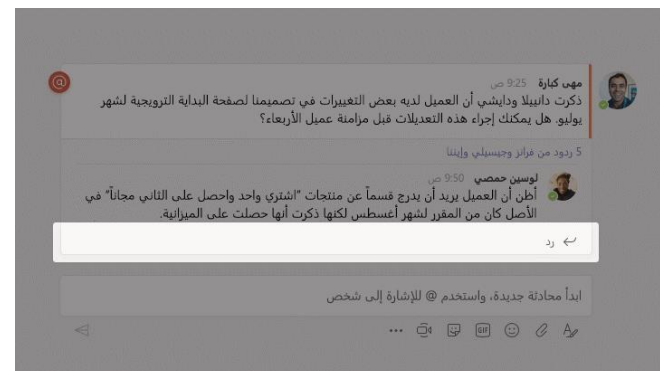 مهى كبارة 9:25 ص
ذكرت دانييلا ودايشي أن العميل لديه بعض التغييرات في تصميمنا لصفحة البداية الترويجية لشهر
يوليو. هل يمكنك إجراء هذه التعديلات قبل مزامنة عميل الأربعاء؟
5 ردود من فرانز وجيسيلي وإيننا
لوسين حمصي 9:50 ص
أظن أن العميل يريد أن يدرج قسماً عن منتجات "اشتري واحد واحصل على الثاني مجاناً" في
الأصل كان من المقرر لشهر أغسطس لكنها ذكرت أنها حصلت على الميزانية.
رد
ابدأ محادثة جديدة، واستخدم @ للإشارة إلى شخص
GIF